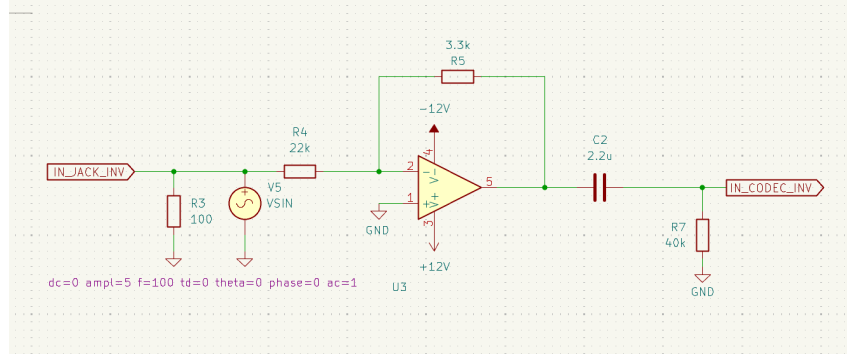 3.3k
R5
-12V
R4
22k
C2
2.2u
4
IN_JACK_INV
2
-
V-
V5
VSIN
+
5
IN_CODEC_INV
R3
100
1
+
V+
GND
3
R7
40k
+12V
dc=0 ampl=5 f=100 td=0 theta=0 phase=0 ac=1
U3
GND